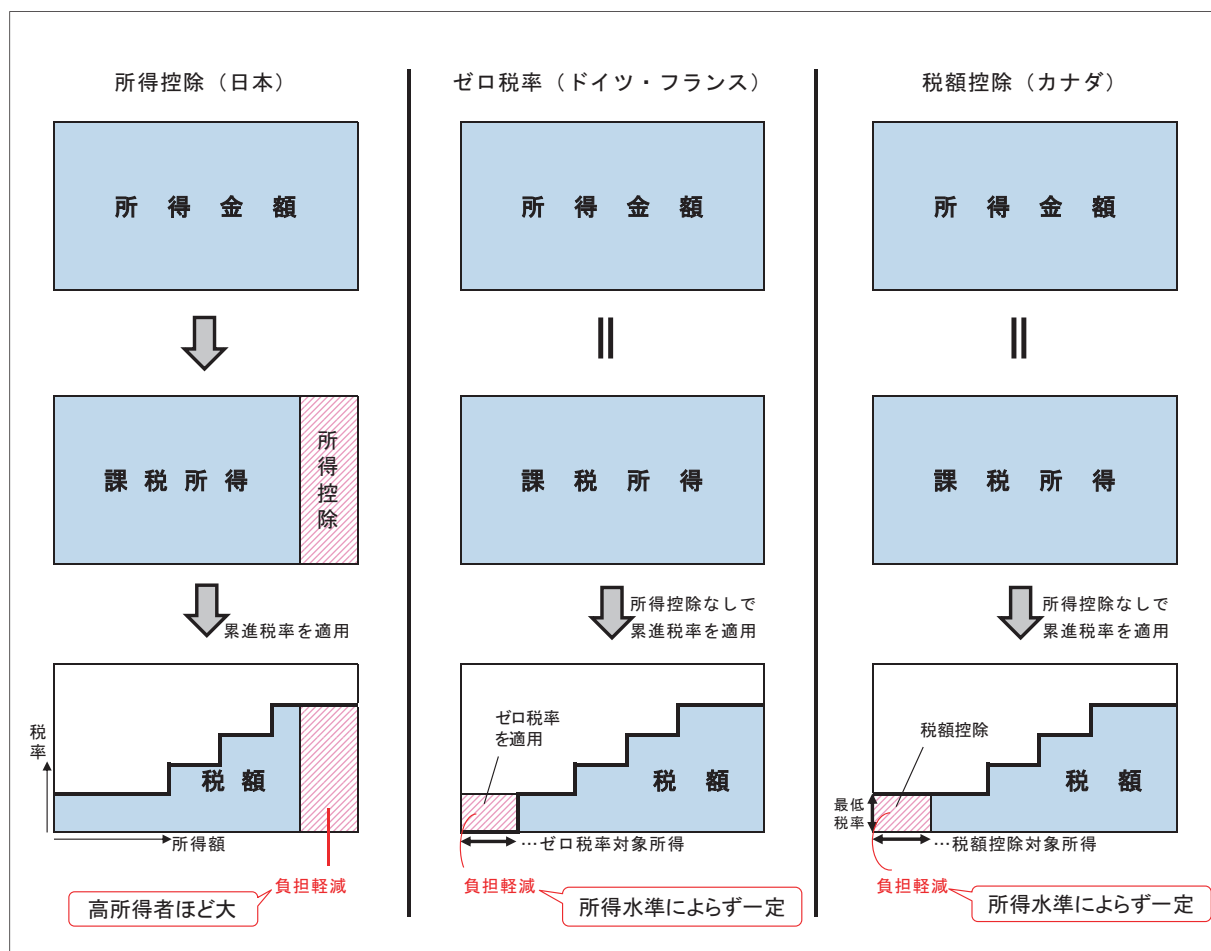 所得控除（日本）
所得金額
課税所得
所得控除
累進税率を適用
税率
税額
所得額
負担軽減
高所得者ほど大
ゼロ税率（ドイツ・フランス）
所得金額
課税所得
所得控除なしで
累進税率を適用
ゼロ税率
を適用
税額
…ゼロ税率対象所得
負担軽減
所得水準によらず一定
税額控除（カナダ）
所得金額
課税所得
所得控除なしで
累進税率を適用
税額控除
税額
最低
税率
…税額控除対象所得
負担軽減
所得水準によらず一定